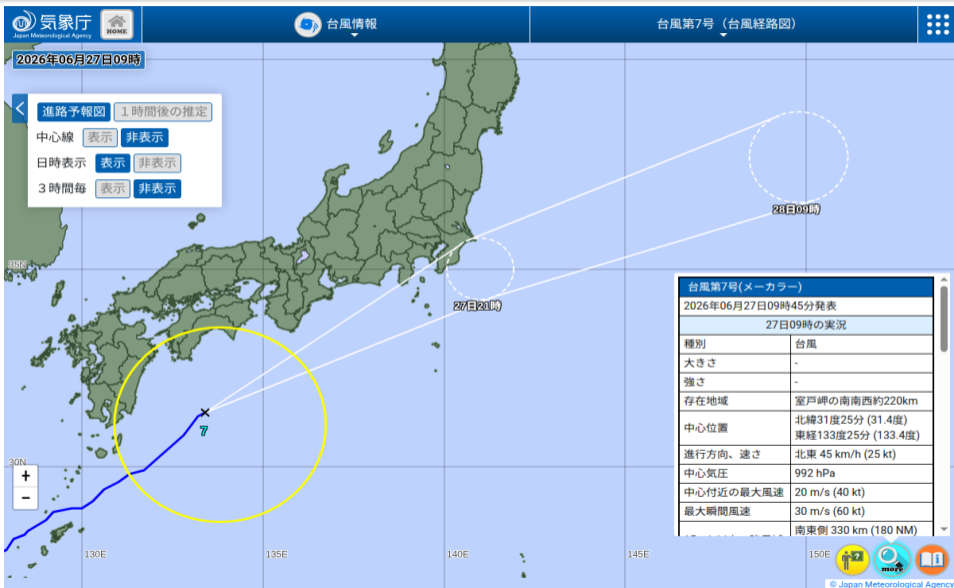 気象庁
Japan Meteorological Agency
HOME
台風情報
台風第7号（台風経路図）
2026年06月27日09時
進路予報図 １時間後の推定
中心線 表示 非表示
日時表示 表示 非表示
３時間毎 表示 非表示
28日09時
35N
27日21時
7
30N
+
−
130E
135E
140E
145E
150E
台風第7号(メーカラー)
2026年06月27日09時45分発表
27日09時の実況
種別 台風
大きさ -
強さ -
存在地域 室戸岬の南南西約220km
中心位置 北緯31度25分 (31.4度)
東経133度25分 (133.4度)
進行方向、速さ 北東 45 km/h (25 kt)
中心気圧 992 hPa
中心付近の最大風速 20 m/s (40 kt)
最大瞬間風速 30 m/s (60 kt)
南東側 330 km (180 NM)
more
© Japan Meteorological Agency